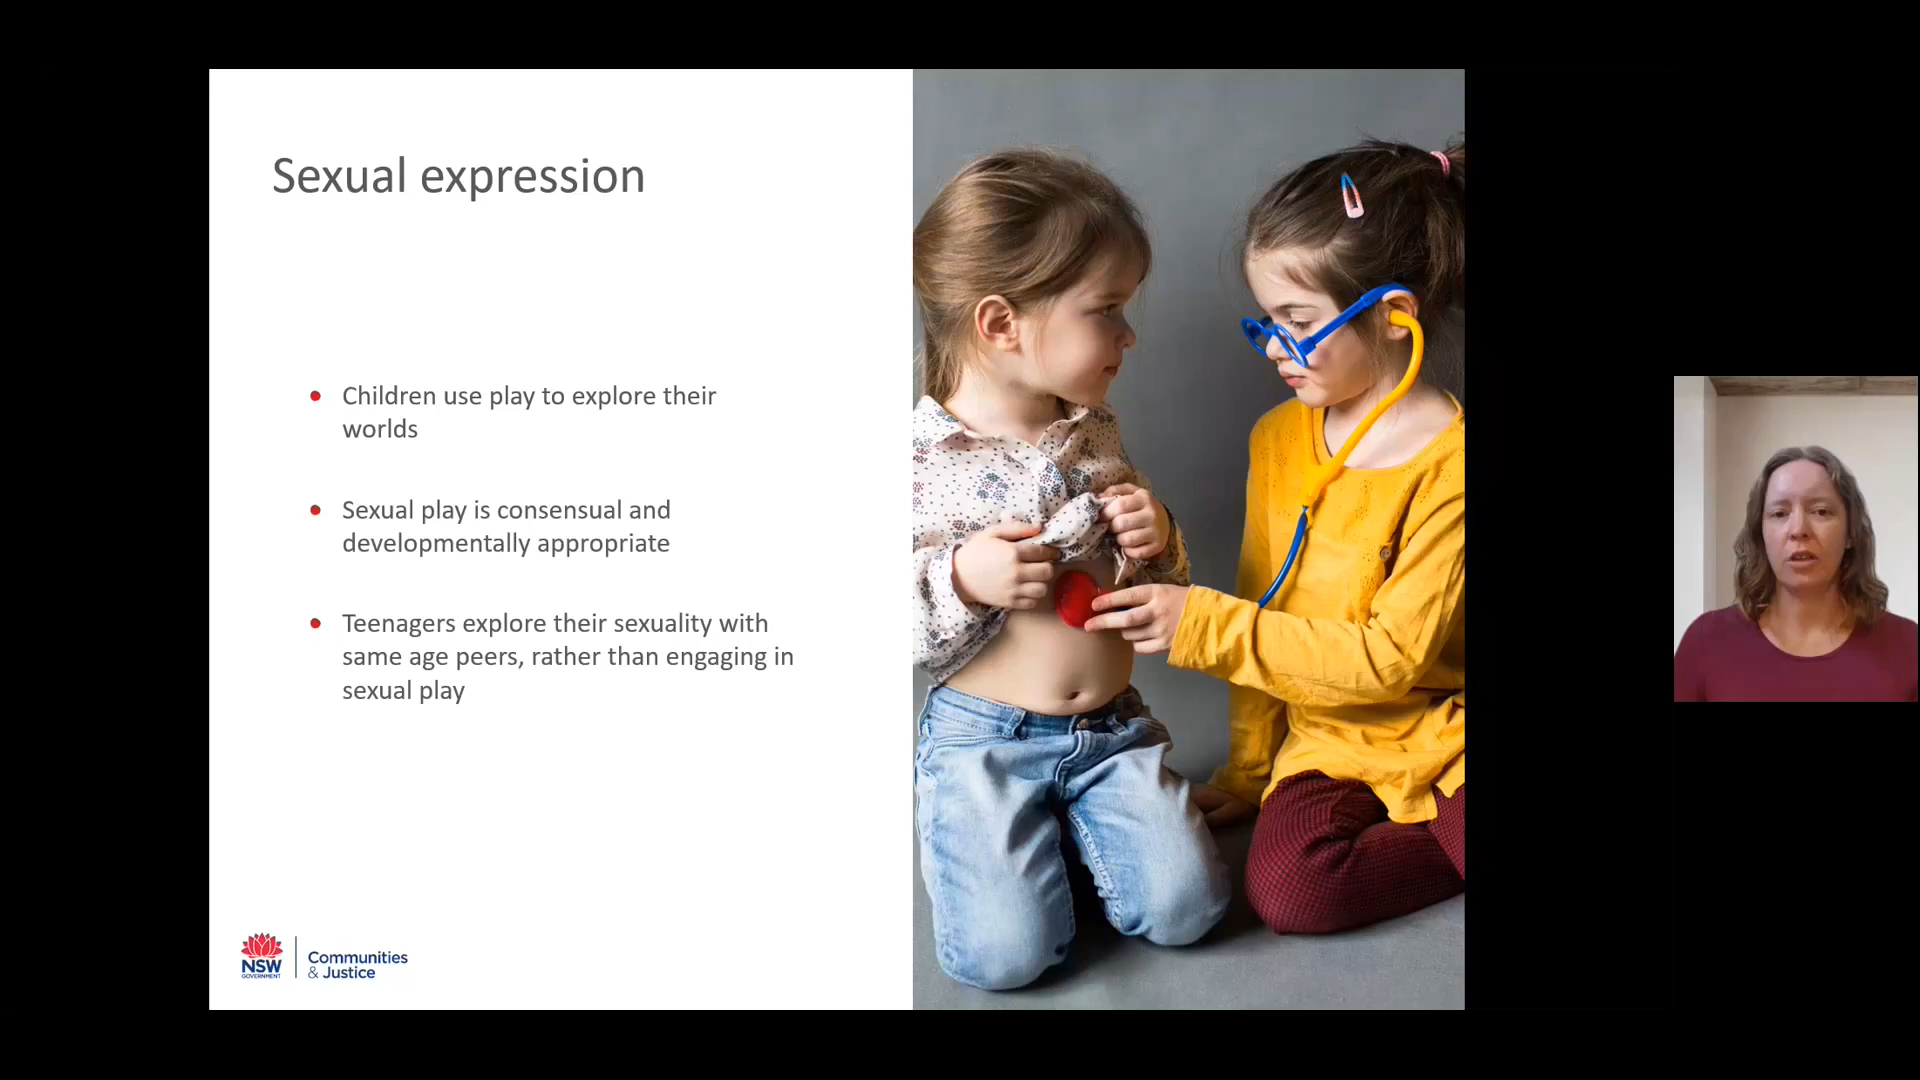 Sexual expression
Children use play to explore their
worlds
Sexual play is consensual and
developmentally appropriate
Teenagers explore their sexuality with
same age peers, rather than engaging in
sexual play
NSW
GOVERNMENT
Communities
& Justice